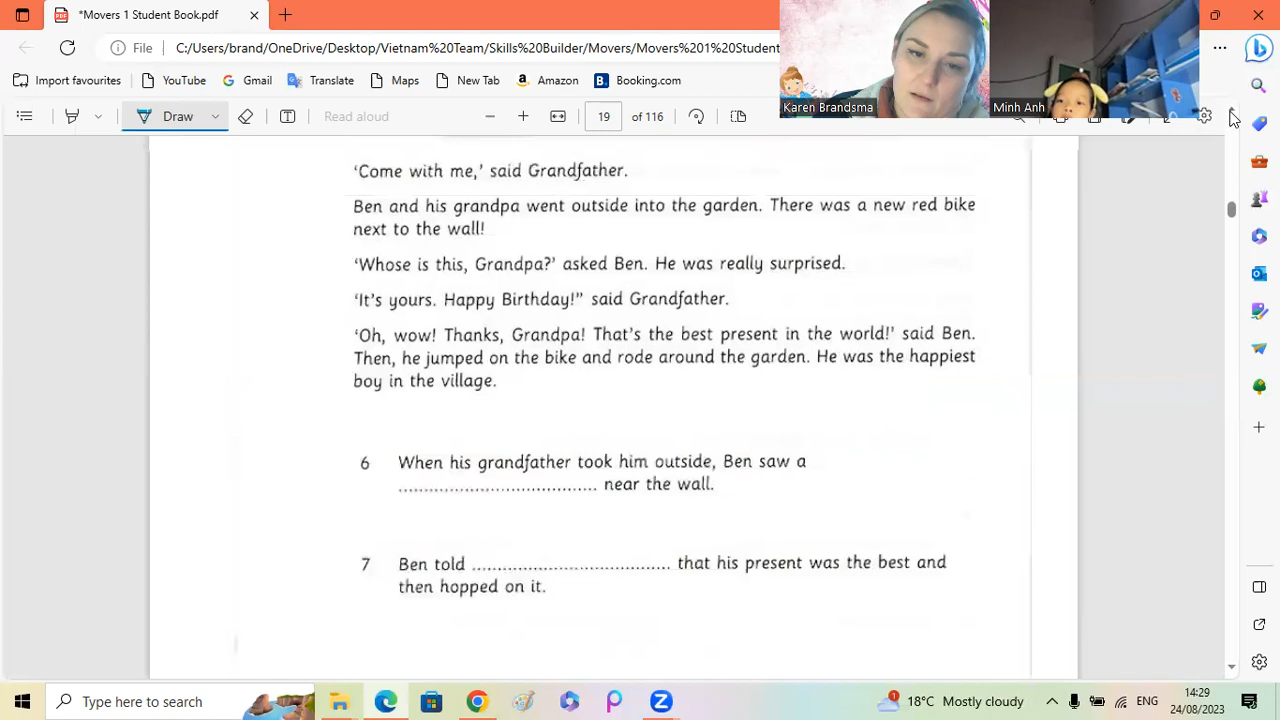 *Movers 1 Student Book.pdf
File C:/Users/brand/OneDrive/Desktop/Vietnam%20Team/Skills%20Builder/Movers/Movers%201%20Student
Import favourites YouTube Gmail Translate Maps New Tab Amazon Booking.com
Karen Brandsma Minh Anh
Draw Read aloud 19 of 116
'Come with me,' said Grandfather.
Ben and his grandpa went outside into the garden. There was a new red bike
next to the wall!
'Whose is this, Grandpa?' asked Ben. He was really surprised.
'It's yours. Happy Birthday!" said Grandfather.
'Oh, wow! Thanks, Grandpa! That's the best present in the world!' said Ben.
Then, he jumped on the bike and rode around the garden. He was the happiest
boy in the village.
6 When his grandfather took him outside, Ben saw a
.................................... near the wall.
7 Ben told .................................... that his present was the best and
then hopped on it.
Type here to search
18°C Mostly cloudy
ENG
14:29
24/08/2023